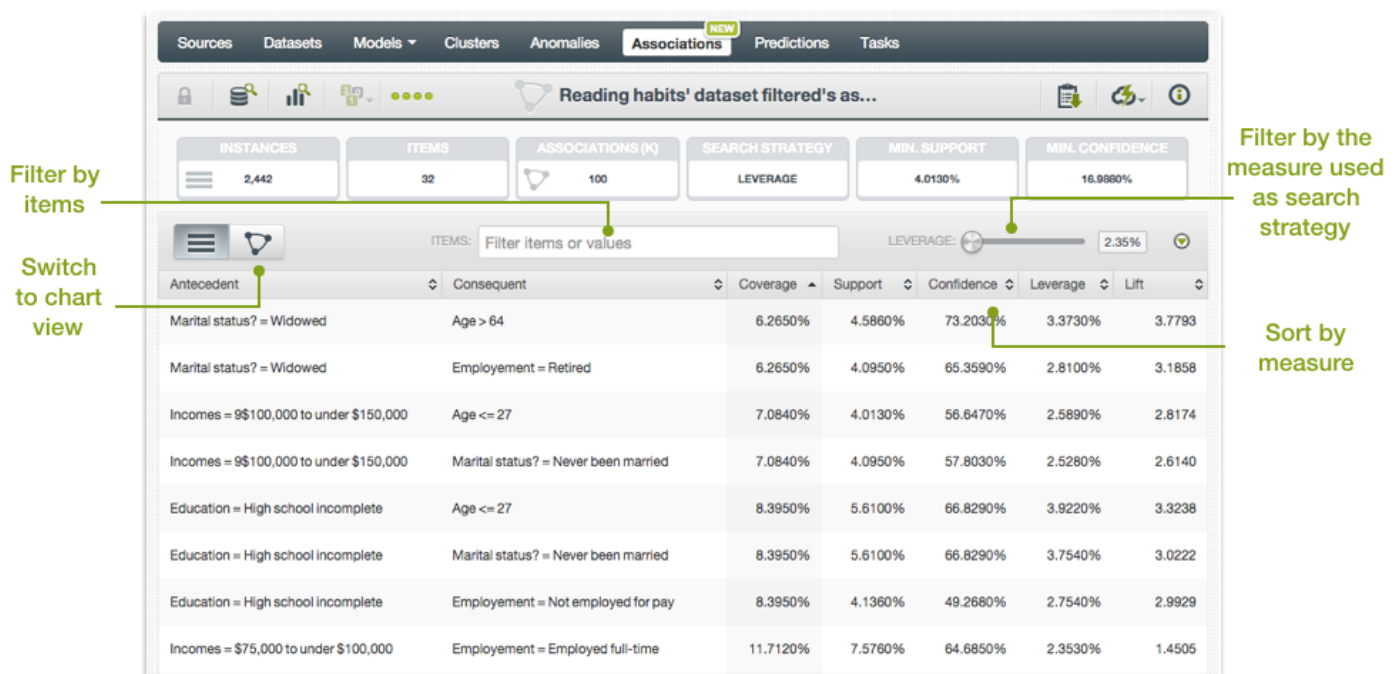 NEW
Sources Datasets Models Clusters Anomalies Associations Predictions Tasks
Reading habits' dataset filtered's as...
INSTANCES ITEMS ASSOCIATIONS (K) SEARCH STRATEGY MIN. SUPPORT MIN. CONFIDENCE
2,442 32 100 LEVERAGE 4.0130% 16.9880%
Filter by
items
Filter by the
measure used
as search
strategy
ITEMS: Filter items or values LEVERAGE: 2.35%
Switch
to chart
view
Antecedent Consequent Coverage Support Confidence Leverage Lift
Marital status? = Widowed Age > 64 6.2650% 4.5860% 73.2030% 3.3730% 3.7793
Sort by
measure
Marital status? = Widowed Employement = Retired 6.2650% 4.0950% 65.3590% 2.8100% 3.1858
Incomes = 9$100,000 to under $150,000 Age <= 27 7.0840% 4.0130% 56.6470% 2.5890% 2.8174
Incomes = 9$100,000 to under $150,000 Marital status? = Never been married 7.0840% 4.0950% 57.8030% 2.5280% 2.6140
Education = High school incomplete Age <= 27 8.3950% 5.6100% 66.8290% 3.9220% 3.3238
Education = High school incomplete Marital status? = Never been married 8.3950% 5.6100% 66.8290% 3.7540% 3.0222
Education = High school incomplete Employement = Not employed for pay 8.3950% 4.1360% 49.2680% 2.7540% 2.9929
Incomes = $75,000 to under $100,000 Employement = Employed full-time 11.7120% 7.5760% 64.6850% 2.3530% 1.4505